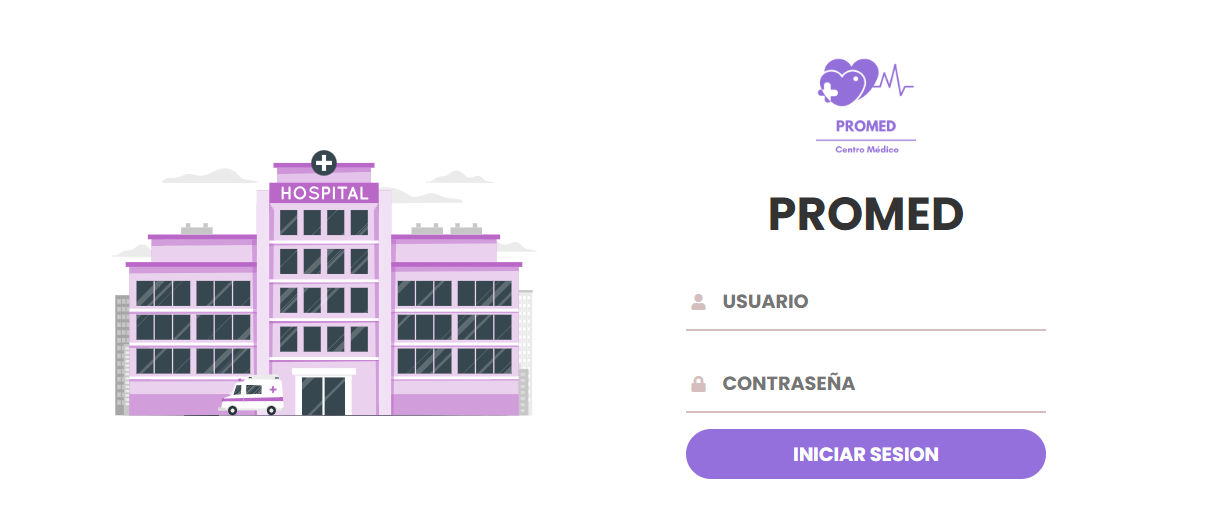 HOSPITAL
PROMED
Centro Médico
PROMED
USUARIO
CONTRASEÑA
INICIAR SESION